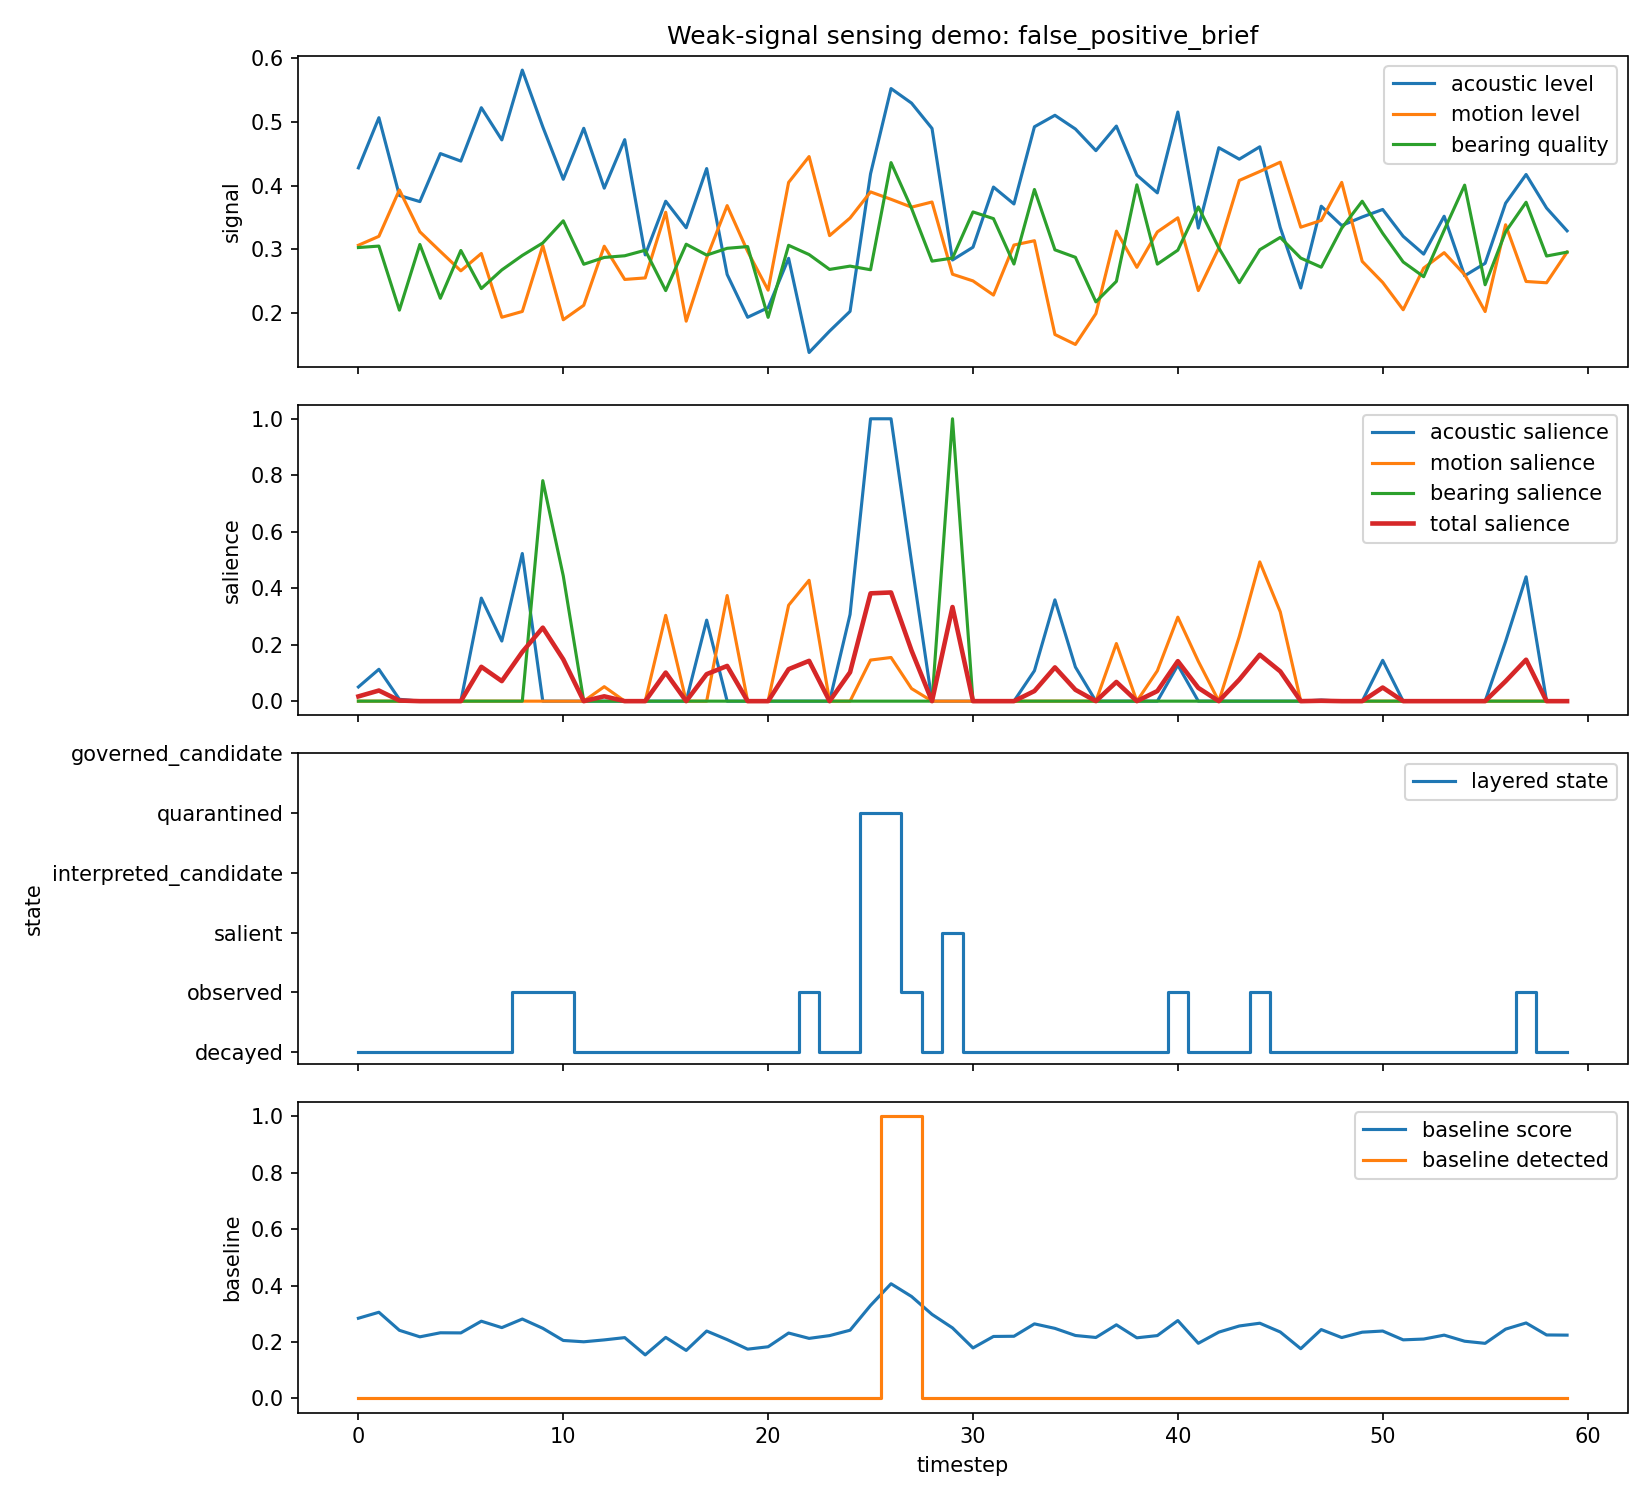 Weak-signal sensing demo: false_positive_brief
0.6
0.5
0.4
0.3
0.2
signal
acoustic level
motion level
bearing quality
1.0
0.8
0.6
0.4
0.2
0.0
salience
acoustic salience
motion salience
bearing salience
total salience
governed_candidate
quarantined
interpreted_candidate
salient
observed
decayed
state
layered state
1.0
0.8
0.6
0.4
0.2
0.0
baseline
baseline score
baseline detected
0 10 20 30 40 50 60
timestep